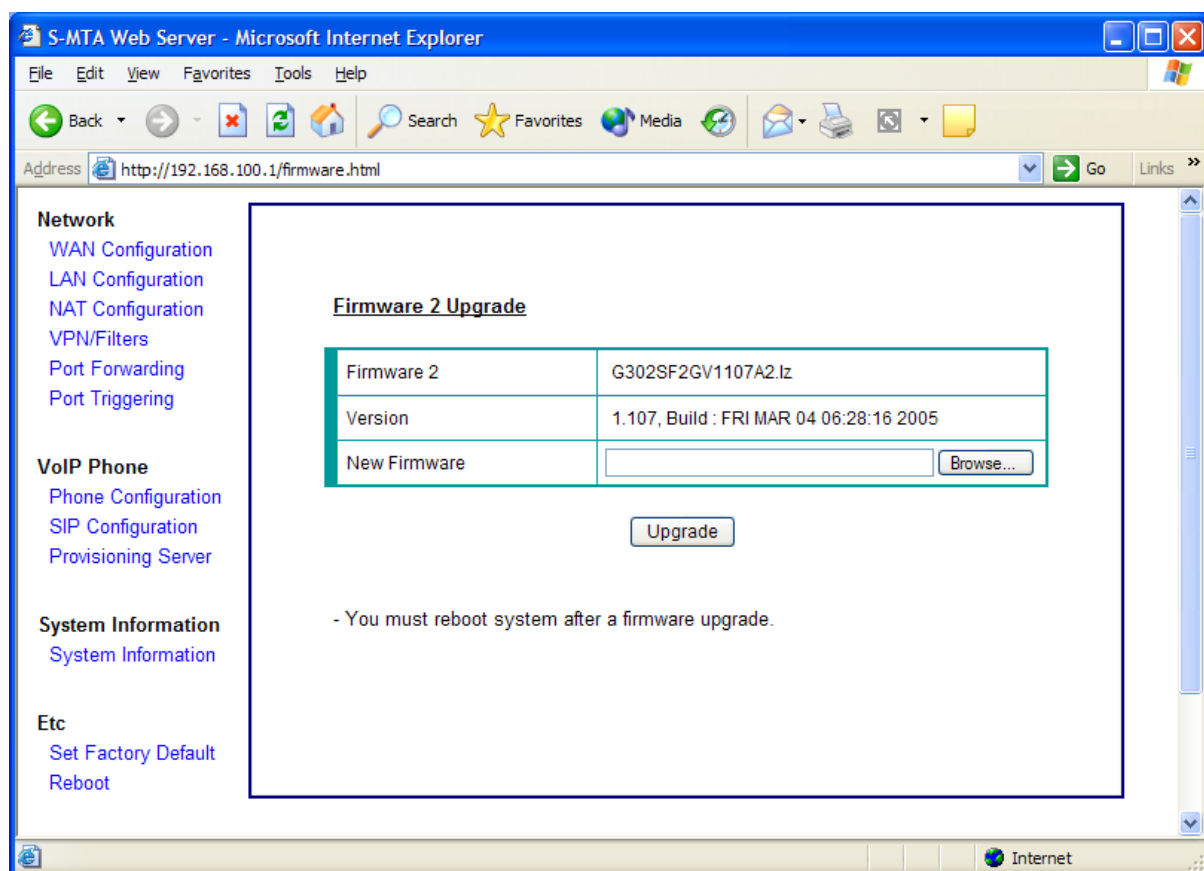 S-MTA Web Server - Microsoft Internet Explorer
File Edit View Favorites Tools Help
Back Search Favorites Media
Address http://192.168.100.1/firmware.html Go Links »
Network
WAN Configuration
LAN Configuration
NAT Configuration
VPN/Filters
Port Forwarding
Port Triggering
VoIP Phone
Phone Configuration
SIP Configuration
Provisioning Server
System Information
System Information
Etc
Set Factory Default
Reboot
Firmware 2 Upgrade
Firmware 2 G302SF2GV1107A2.lz
Version 1.107, Build : FRI MAR 04 06:28:16 2005
New Firmware Browse...
Upgrade
- You must reboot system after a firmware upgrade.
Internet